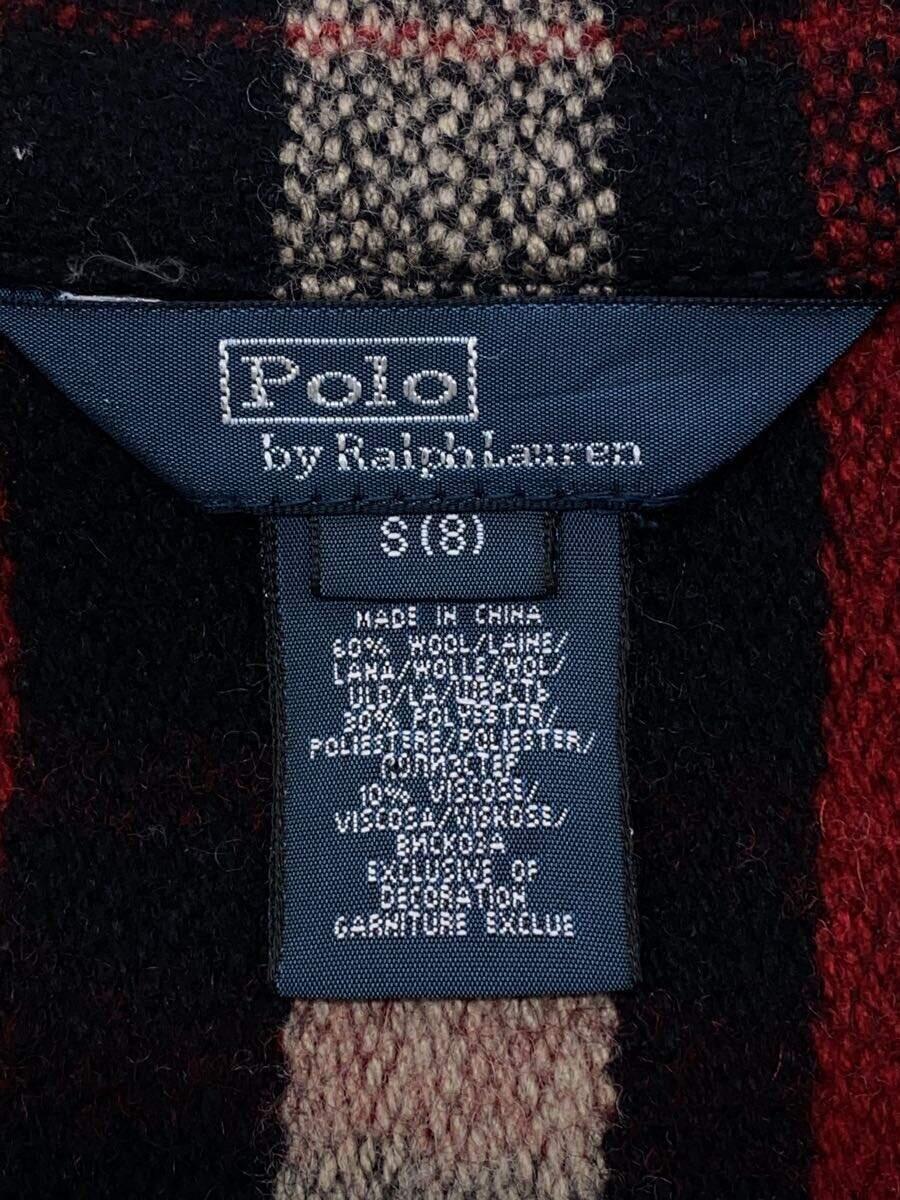 Polo
by Ralph Lauren
S (8)
MADE IN CHINA
60% WOOL/LAINE/
LANA/WOLLE/WOL/
ULD/LÃ/ШЕРСТЬ
30% POLYESTER/
POLIESTERE/POLIESTER/
ПОЛИЭСТЕР
10% VISCOSE/
VISCOSA/VISKOSE/
ВИСКОЗА
EXCLUSIVE OF
DECORATION
GARNITURE EXCLUE